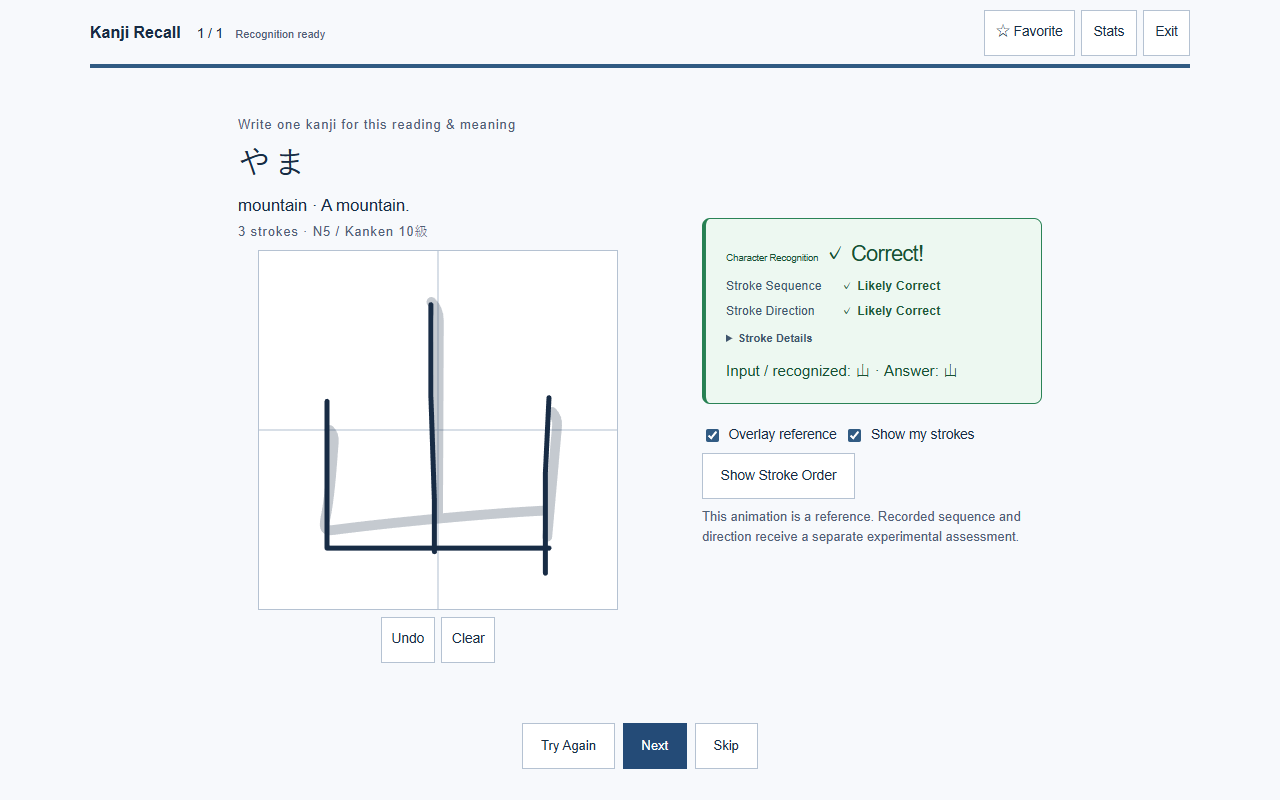 Kanji Recall 1 / 1 Recognition ready ☆ Favorite Stats Exit
Write one kanji for this reading & meaning
やま
mountain · A mountain.
3 strokes · N5 / Kanken 10級
山
Undo Clear
Character Recognition ✓ Correct!
Stroke Sequence ✓ Likely Correct
Stroke Direction ✓ Likely Correct
▶ Stroke Details
Input / recognized: 山 · Answer: 山
Overlay reference Show my strokes
Show Stroke Order
This animation is a reference. Recorded sequence and
direction receive a separate experimental assessment.
Try Again Next Skip